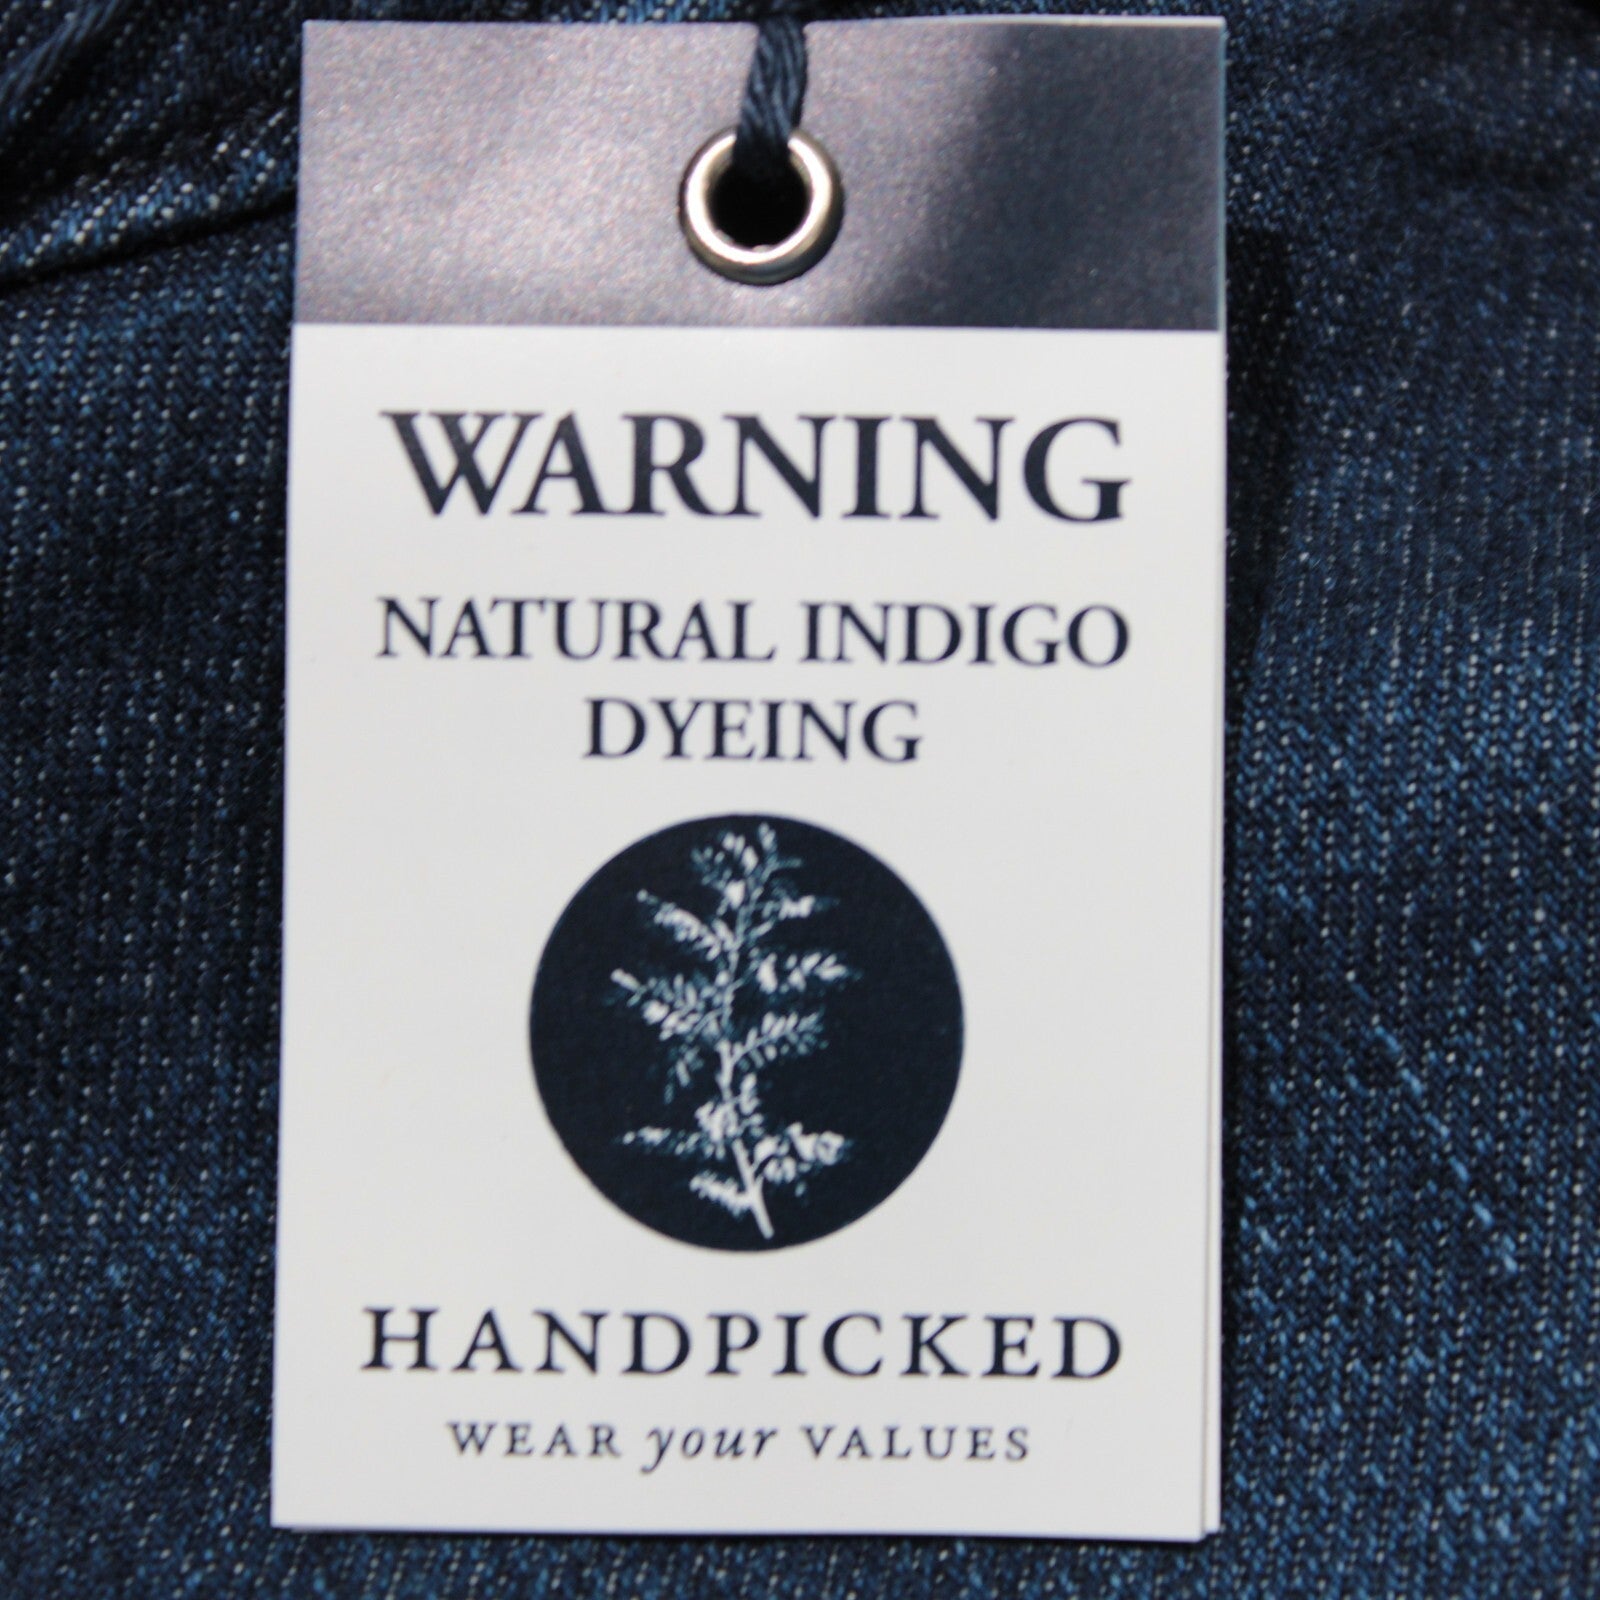 WARNING
NATURAL INDIGO
DYEING
HANDPICKED
WEAR your VALUES